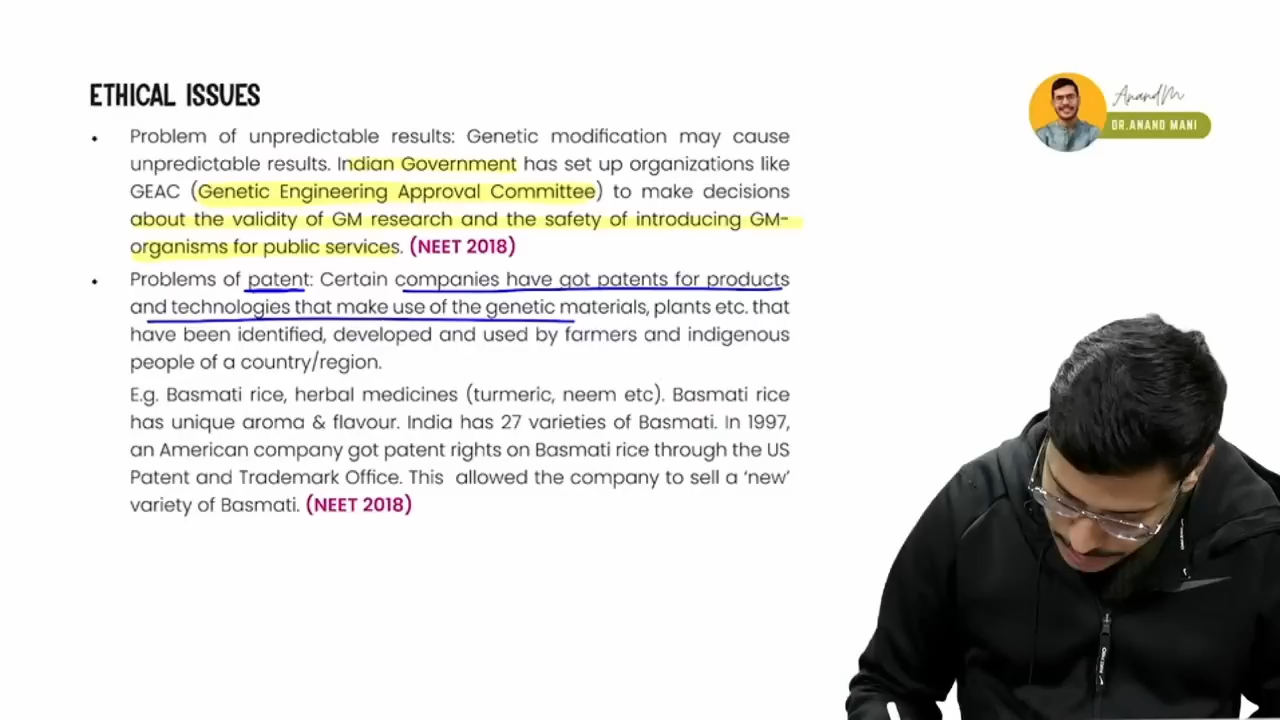 ETHICAL ISSUES
AnandM
DR.ANAND MANI
• Problem of unpredictable results: Genetic modification may cause
unpredictable results. Indian Government has set up organizations like
GEAC (Genetic Engineering Approval Committee) to make decisions
about the validity of GM research and the safety of introducing GM-
organisms for public services. (NEET 2018)
• Problems of patent: Certain companies have got patents for products
and technologies that make use of the genetic materials, plants etc. that
have been identified, developed and used by farmers and indigenous
people of a country/region.
E.g. Basmati rice, herbal medicines (turmeric, neem etc). Basmati rice
has unique aroma & flavour. India has 27 varieties of Basmati. In 1997,
an American company got patent rights on Basmati rice through the US
Patent and Trademark Office. This allowed the company to sell a ‘new’
variety of Basmati. (NEET 2018)